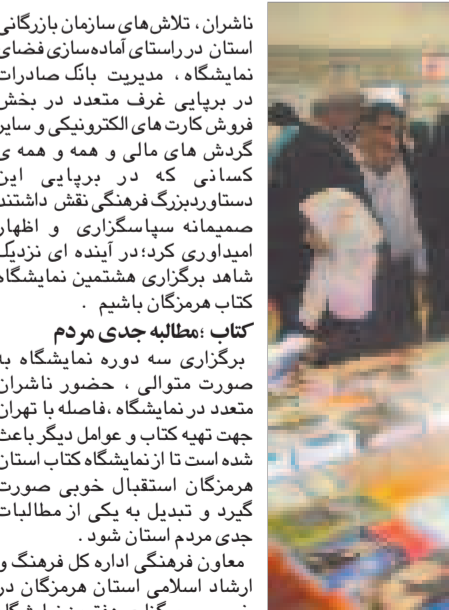 ناشران ، تلاش‌های سازمان بازرگانی
استان در راستای آماده‌سازی فضای
نمایشگاه ، مدیریت بانک صادرات
در برپایی غرف متعدد در بخش
فروش کارت های الکترونیکی و سایر
گردش های مالی و همه و همه ی
کسانی که در برپایی این
دستاوردبزرگ فرهنگی نقش داشتند
صمیمانه سپاسگزاری و اظهار
امیداوری کرد؛در آینده ای نزدیک
شاهد برگزاری هشتمین نمایشگاه
کتاب هرمزگان باشیم .
کتاب ؛مطالبه جدی مردم
برگزاری سه دوره نمایشگاه به
صورت متوالی ، حضور ناشران
متعدد در نمایشگاه ،فاصله با تهران
جهت تهیه کتاب و عوامل دیگر باعث
شده است تا از نمایشگاه کتاب استان
هرمزگان استقبال خوبی صورت
گیرد و تبدیل به یکی از مطالبات
جدی مردم استان شود .
معاون فرهنگی اداره کل فرهنگ و
ارشاد اسلامی استان هرمزگان در